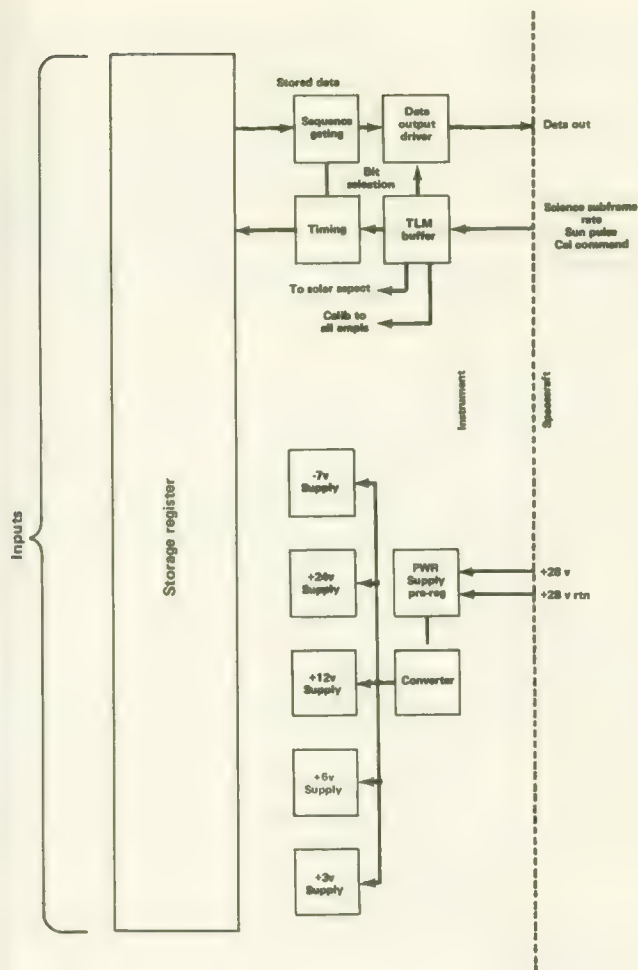 Inputs
Storage register
Stored data
Sequence
gating
Data
output
driver
Data out
Bit
selection
Timing
TLM
buffer
Science subframe
rate
Sun pulse
Cal command
To solar aspect
Calib to
all ampls
Instrument
Spacecraft
-7v
Supply
+24v
Supply
PWR
Supply
pre-reg
+28 v
+28 v rtn
+12v
Supply
Converter
+6v
Supply
+3v
Supply